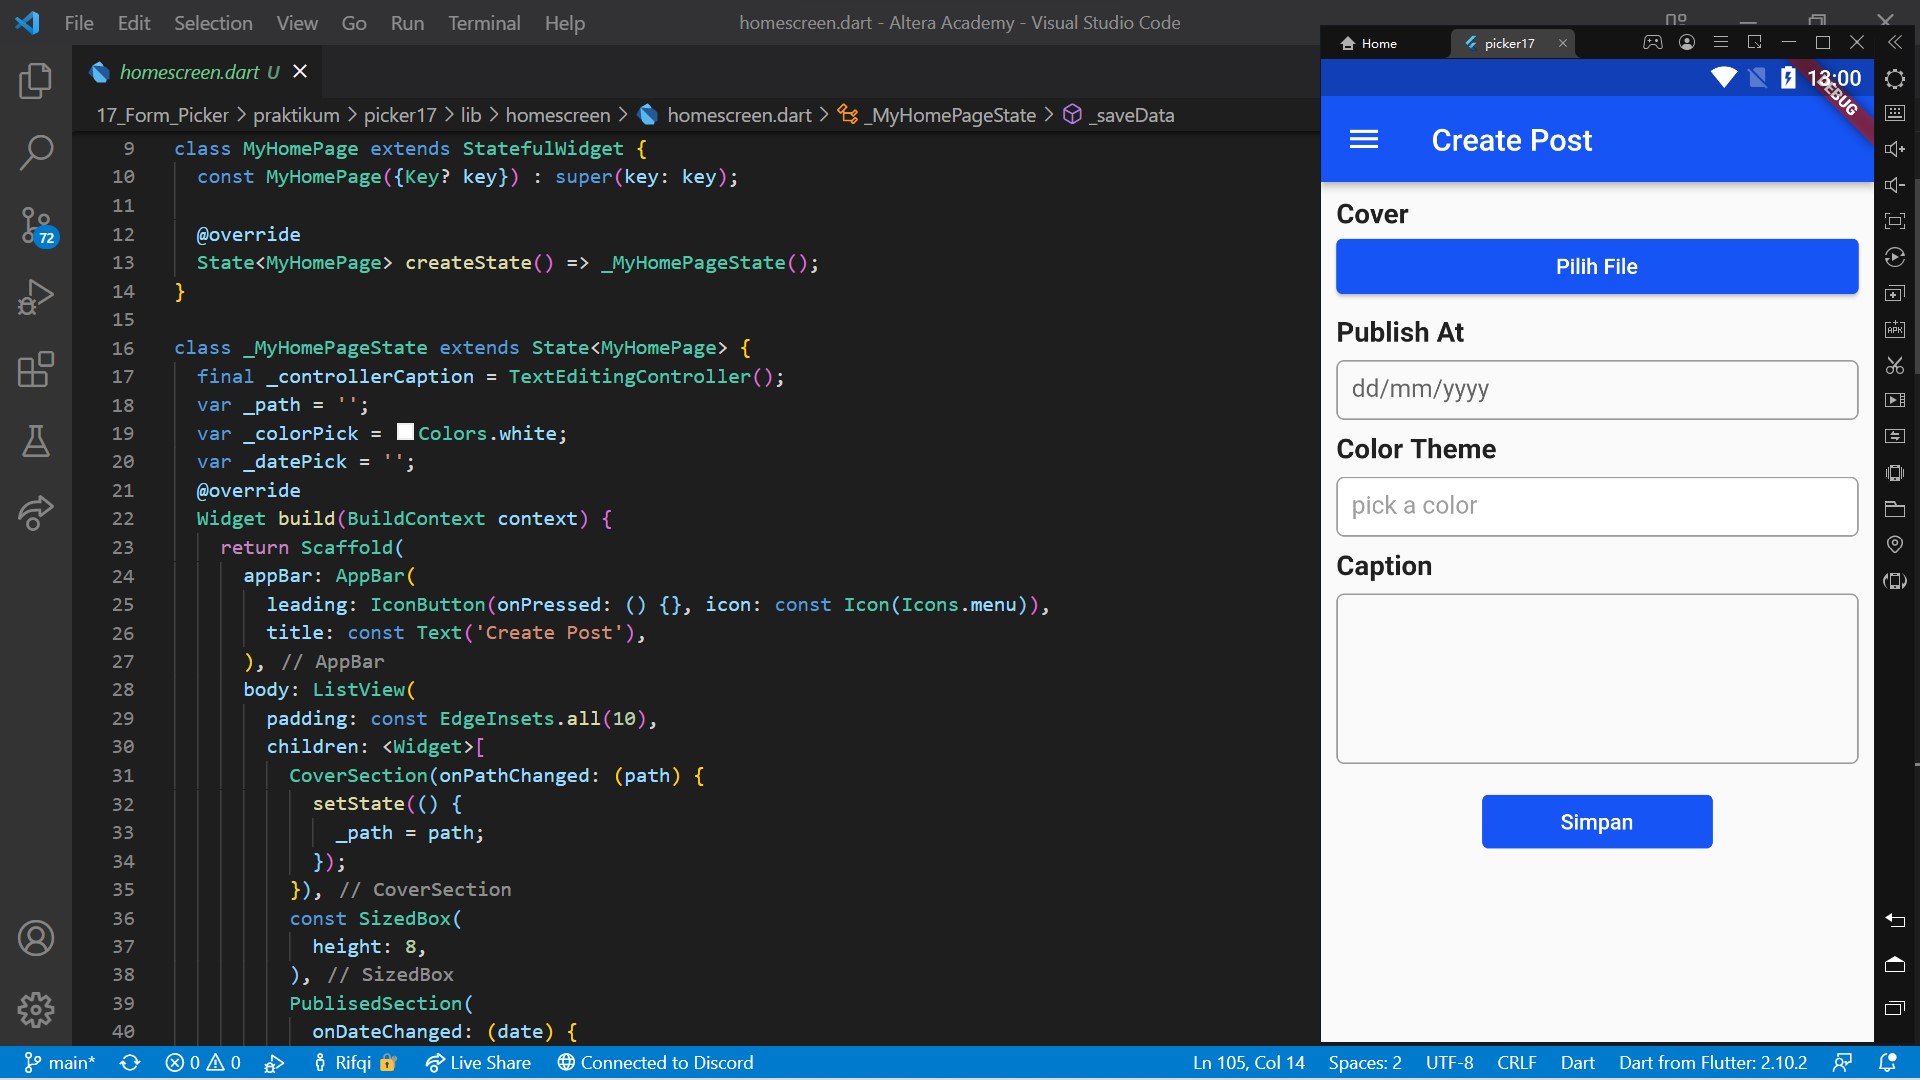 File Edit Selection View Go Run Terminal Help
homescreen.dart - Altera Academy - Visual Studio Code
homescreen.dart U
17_Form_Picker > praktikum > picker17 > lib > homescreen > homescreen.dart > _MyHomePageState > _saveData
72
9 class MyHomePage extends StatefulWidget {
10 const MyHomePage({Key? key}) : super(key: key);
11
12 @override
13 State<MyHomePage> createState() => _MyHomePageState();
14 }
15
16 class _MyHomePageState extends State<MyHomePage> {
17 final _controllerCaption = TextEditingController();
18 var _path = '';
19 var _colorPick = Colors.white;
20 var _datePick = '';
21 @override
22 Widget build(BuildContext context) {
23 return Scaffold(
24 appBar: AppBar(
25 leading: IconButton(onPressed: () {}, icon: const Icon(Icons.menu)),
26 title: const Text('Create Post'),
27 ), // AppBar
28 body: ListView(
29 padding: const EdgeInsets.all(10),
30 children: <Widget>[
31 CoverSection(onPathChanged: (path) {
32 setState(() {
33 _path = path;
34 });
35 }), // CoverSection
36 const SizedBox(
37 height: 8,
38 ), // SizedBox
39 PublisedSection(
40 onDateChanged: (date) {
Home
picker17
13:00
DEBUG
Create Post
Cover
Pilih File
Publish At
dd/mm/yyyy
Color Theme
pick a color
Caption
Simpan
APK
main* 0 0 Rifqi Live Share Connected to Discord
Ln 105, Col 14 Spaces: 2 UTF-8 CRLF Dart Dart from Flutter: 2.10.2